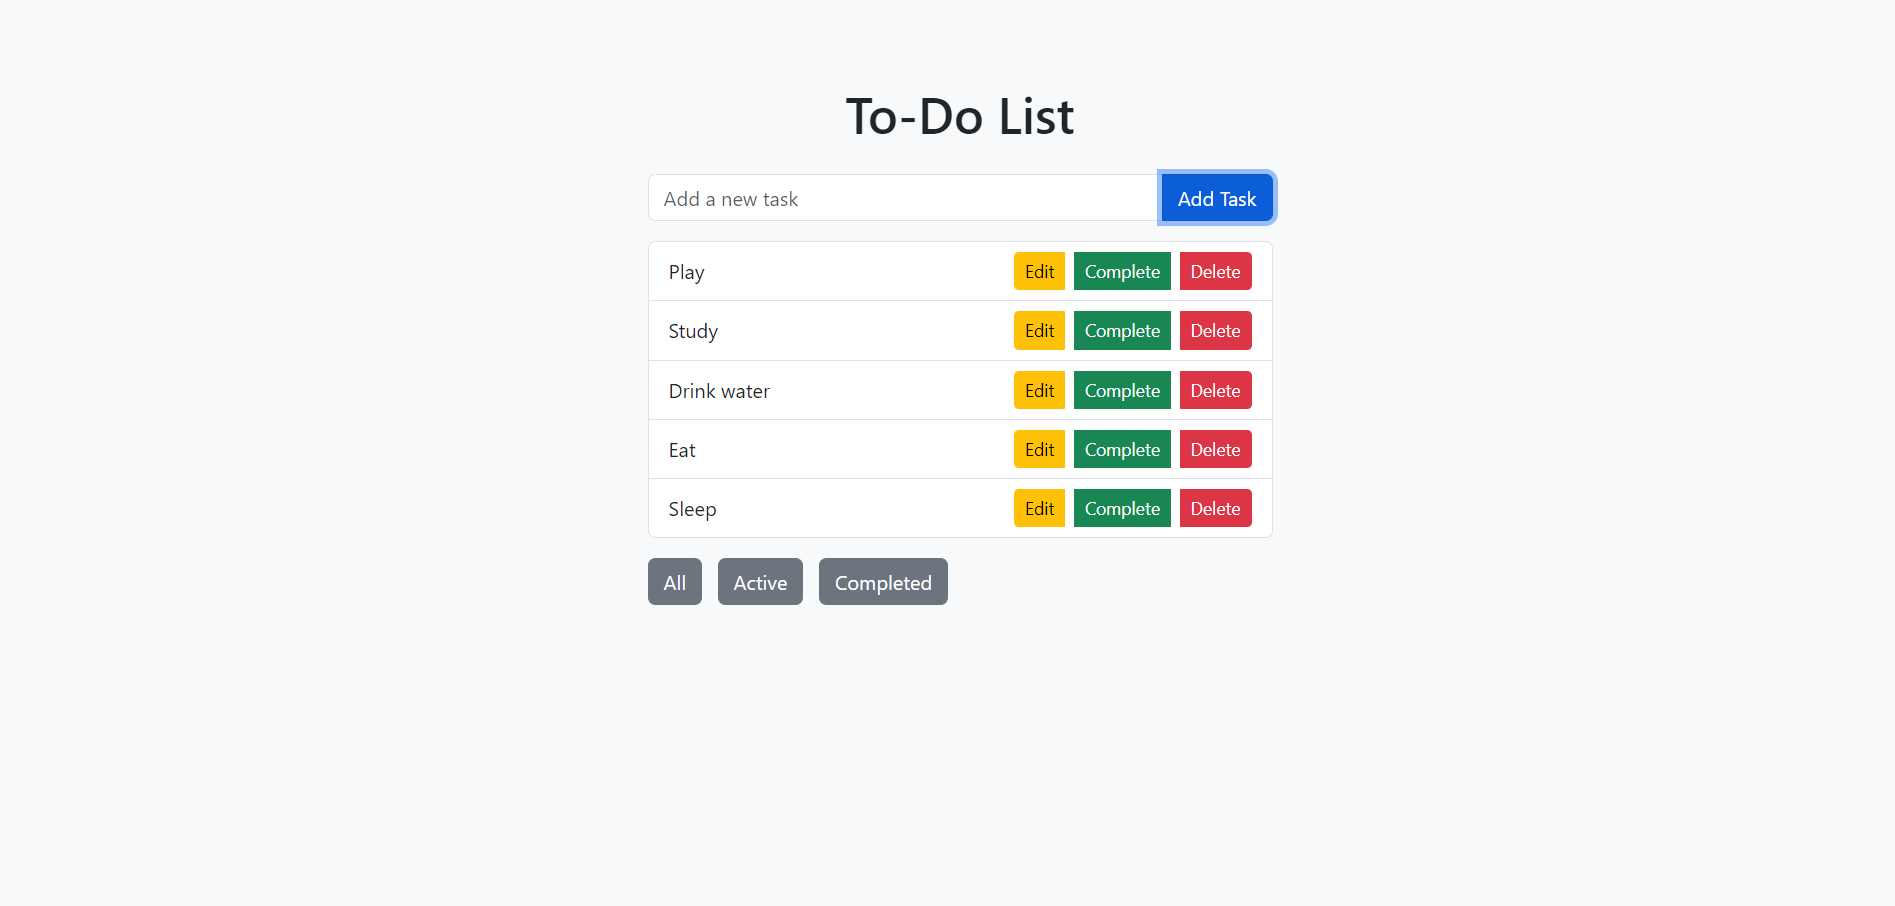 To-Do List
Add a new task Add Task
Play Edit Complete Delete
Study Edit Complete Delete
Drink water Edit Complete Delete
Eat Edit Complete Delete
Sleep Edit Complete Delete
All Active Completed